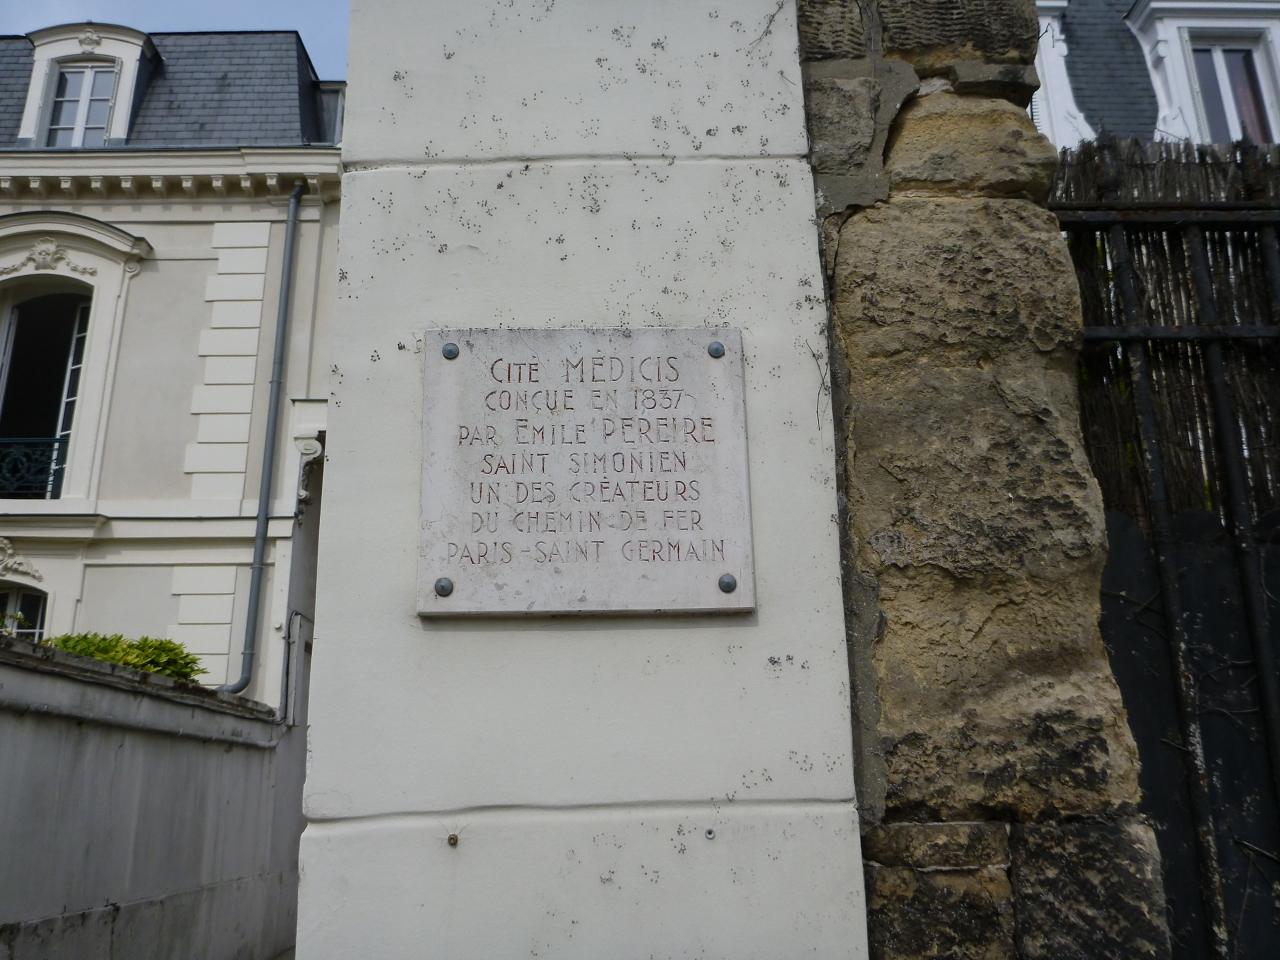 CITÉ MÉDICIS
CONÇUE EN 1837
PAR EMILE PEREIRE
SAINT SIMONIEN
UN DES CRÉATEURS
DU CHEMIN DE FER
PARIS-SAINT GERMAIN